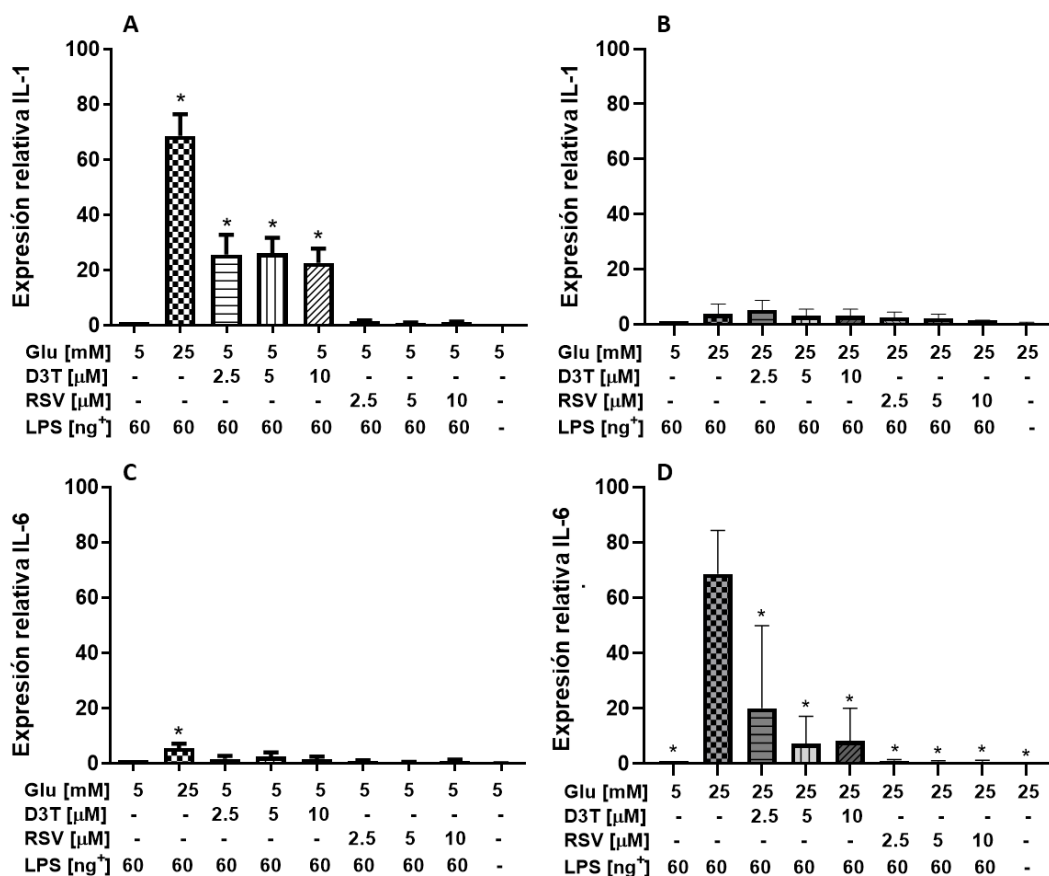 A
Expresión relativa IL-1
100
80
60
40
20
0
* * * *
Glu [mM] 5 25 5 5 5 5 5 5 5
D3T [µM] - - 2.5 5 10 - - - -
RSV [µM] - - - - - 2.5 5 10 -
LPS [ng⁺] 60 60 60 60 60 60 60 60 -
B
Expresión relativa IL-1
100
80
60
40
20
0
Glu [mM] 5 25 25 25 25 25 25 25 25
D3T [µM] - - 2.5 5 10 - - - -
RSV [µM] - - - - - 2.5 5 10 -
LPS [ng⁺] 60 60 60 60 60 60 60 60 -
C
Expresión relativa IL-6
100
80
60
40
20
0
*
Glu [mM] 5 25 5 5 5 5 5 5 5
D3T [µM] - - 2.5 5 10 - - - -
RSV [µM] - - - - - 2.5 5 10 -
LPS [ng⁺] 60 60 60 60 60 60 60 60 -
D
Expresión relativa IL-6
100
80
60
40
20
0
* * * * * * * *
Glu [mM] 5 25 25 25 25 25 25 25 25
D3T [µM] - - 2.5 5 10 - - - -
RSV [µM] - - - - - 2.5 5 10 -
LPS [ng⁺] 60 60 60 60 60 60 60 60 -